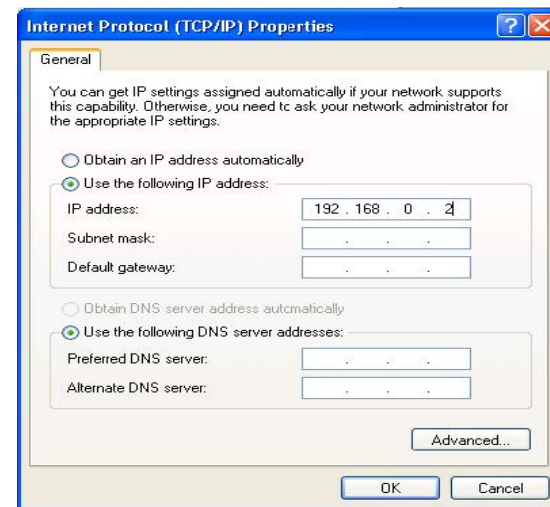 Internet Protocol (TCP/IP) Properties
General
You can get IP settings assigned automatically if your network supports
this capability. Otherwise, you need tc ask your network administrator for
the appropriate IP settings.
Obtain an IP address automatically
Use the following IP address:
IP address: 192 . 168 . 0 . 2
Subnet mask: . . .
Default gateway: . . .
Obtain DNS server address autcmatically
Use the following DNS server addresses:
Preferred DNS server: . . .
Alternate DNS server: . . .
Advanced...
OK Cancel